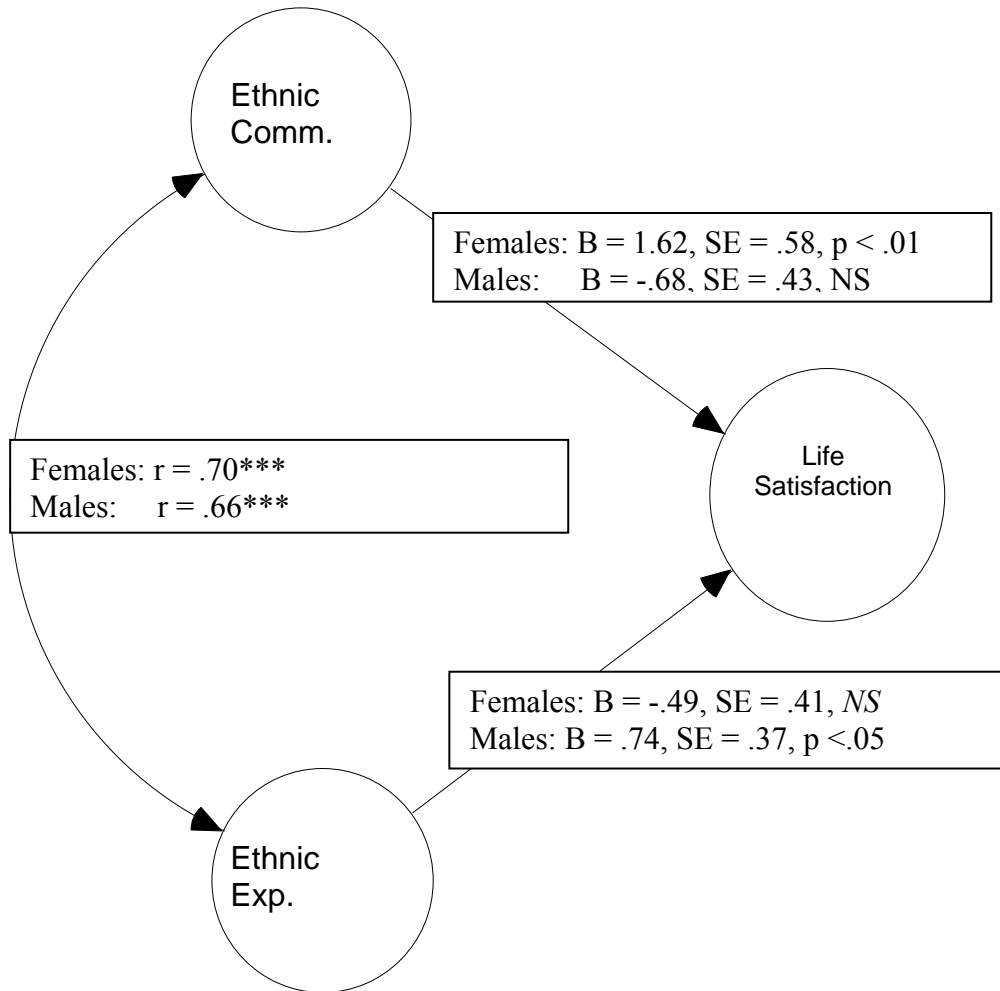 Ethnic
Comm.
Females: B = 1.62, SE = .58, p < .01
Males: B = -.68, SE = .43, NS
Females: r = .70***
Males: r = .66***
Life
Satisfaction
Females: B = -.49, SE = .41, NS
Males: B = .74, SE = .37, p <.05
Ethnic
Exp.